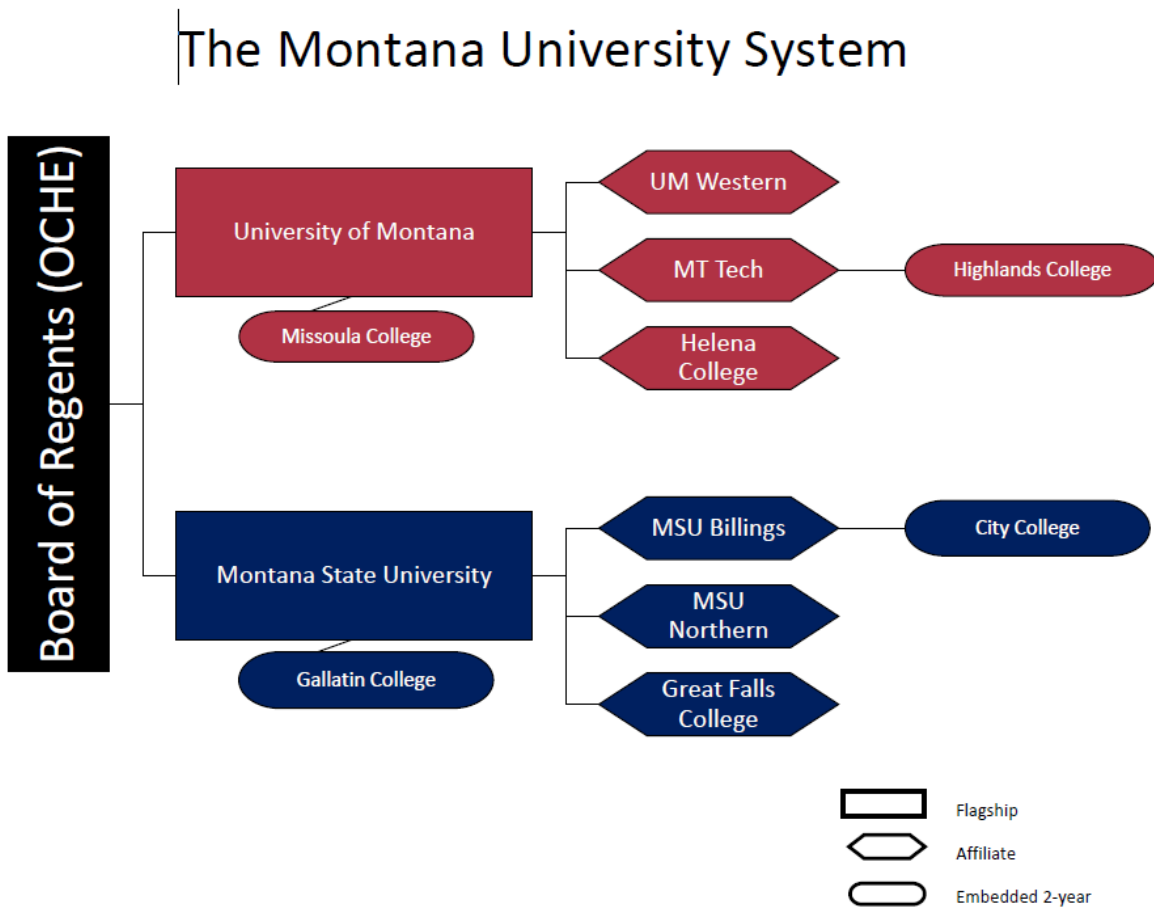 The Montana University System
Board of Regents (OCHE)
University of Montana
Missoula College
UM Western
MT Tech
Highlands College
Helena
College
Montana State University
Gallatin College
MSU Billings
City College
MSU
Northern
Great Falls
College
Flagship
Affiliate
Embedded 2-year